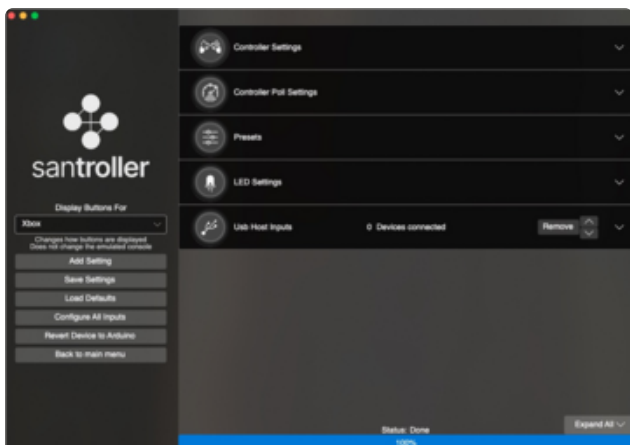 santroller
Display Buttons For
Xbox
Changes how buttons are displayed
Does not change the emulated console
Add Setting
Save Settings
Load Defaults
Configure All Inputs
Revert Device to Arduino
Back to main menu
Controller Settings
Controller Poll Settings
Presets
LED Settings
Usb Host Inputs 0 Devices connected Remove
Expand All
Status: Done
100%